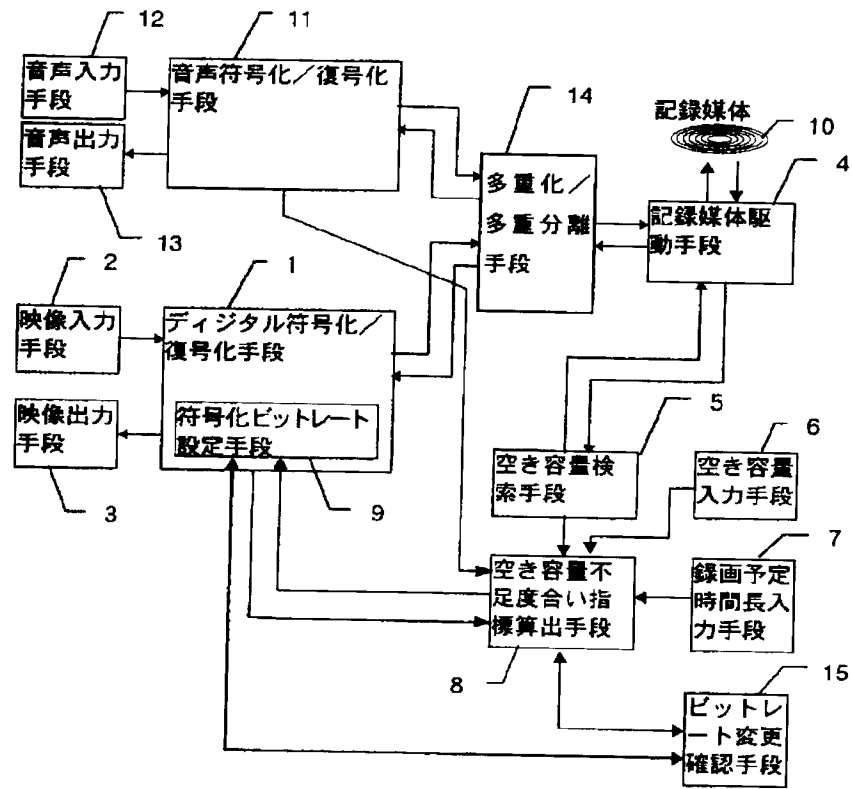 12
11
音声入力
手段
音声符号化／復号化
手段
14
記録媒体
10
音声出力
手段
4
多重化／
多重分離
手段
記録媒体駆
動手段
13
2
1
映像入力
手段
ディジタル符号化／
復号化手段
映像出力
手段
符号化ビットレート
設定手段
5
6
空き容量検
索手段
空き容量
入力手段
3
9
7
空き容量不
足度合い指
標算出手段
録画予定
時間長入
力手段
8
15
ビットレ
ート変更
確認手段